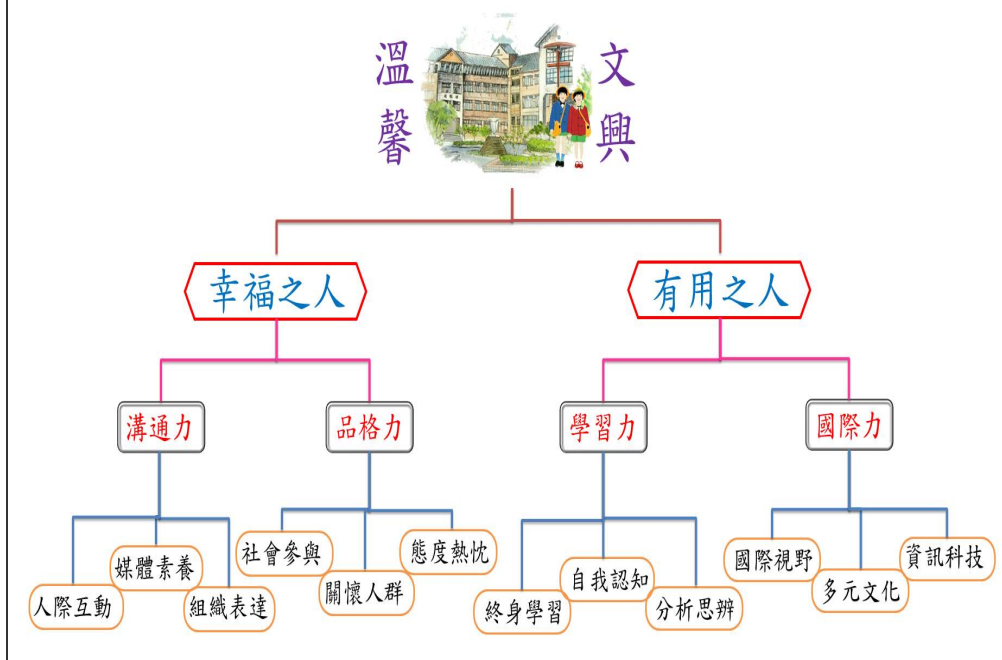 溫馨
文興
幸福之人
有用之人
溝通力
品格力
學習力
國際力
人際互動
媒體素養
組織表達
社會參與
關懷人群
態度熱忱
終身學習
自我認知
分析思辨
國際視野
多元文化
資訊科技